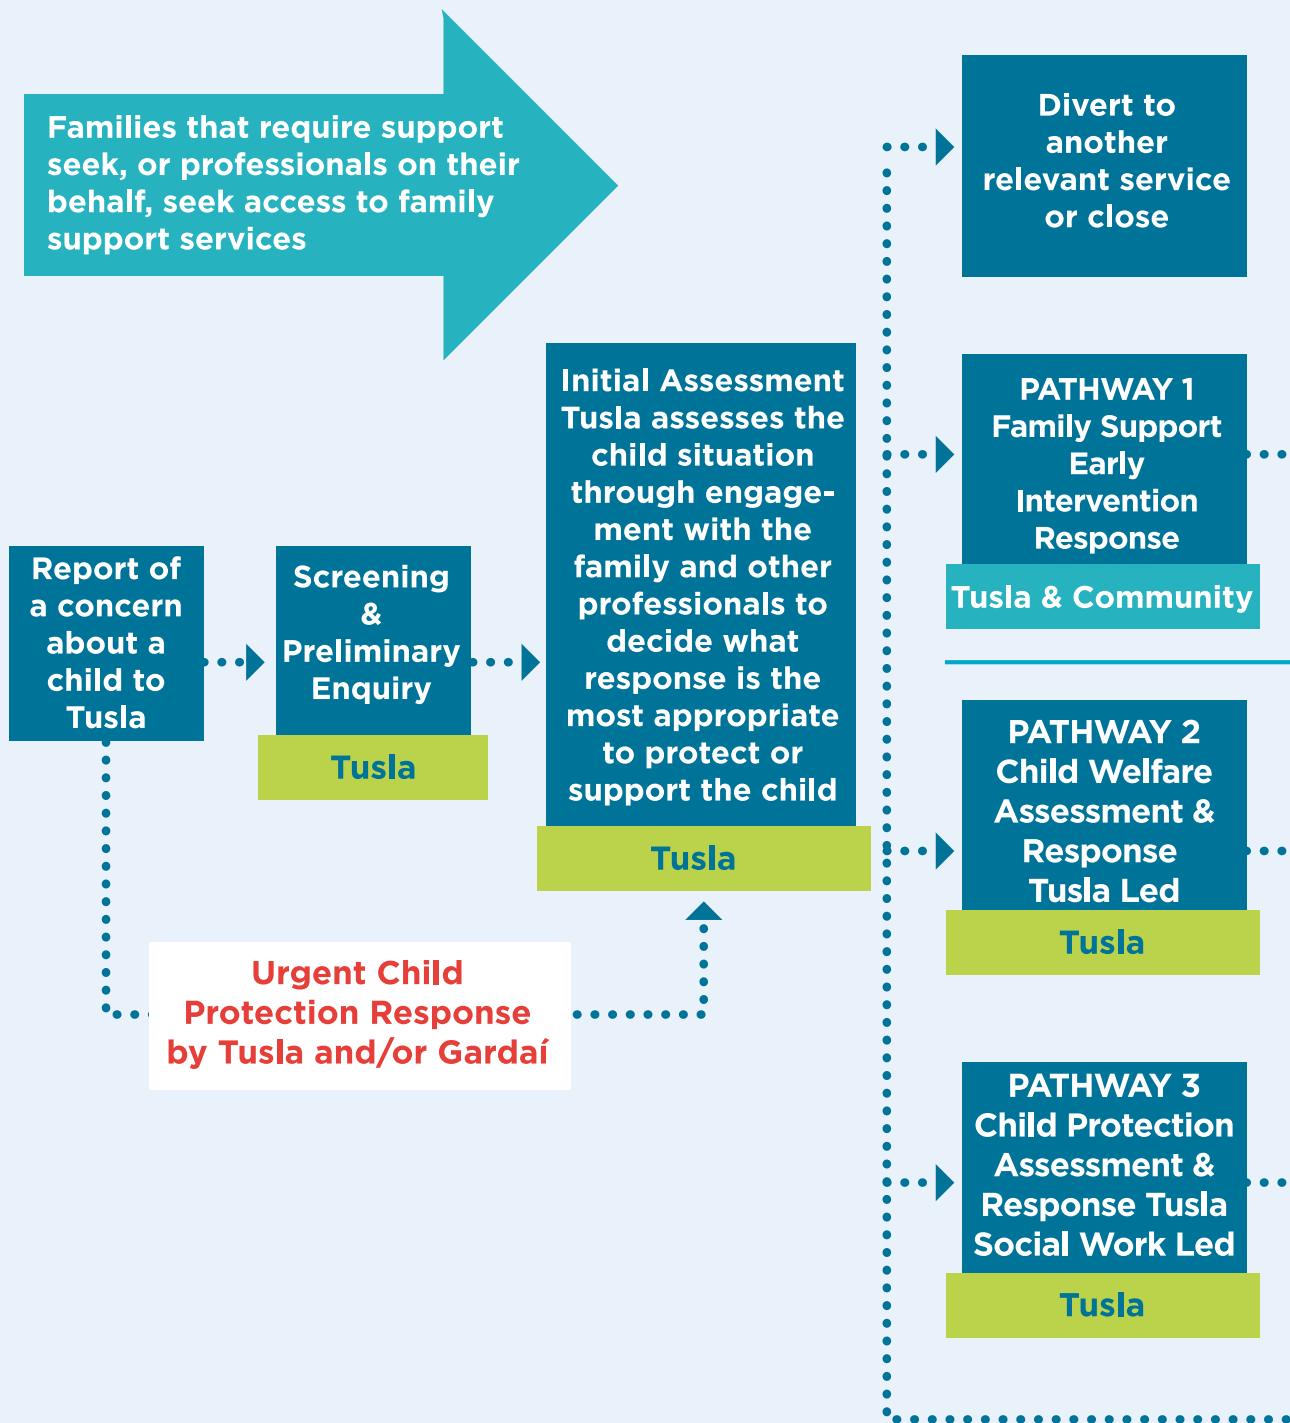 Families that require support
seek, or professionals on their
behalf, seek access to family
support services
Report of
a concern
about a
child to
Tusla
Screening
&
Preliminary
Enquiry
Tusla
Initial Assessment
Tusla assesses the
child situation
through engage-
ment with the
family and other
professionals to
decide what
response is the
most appropriate
to protect or
support the child
Tusla
Urgent Child
Protection Response
by Tusla and/or Gardaí
Divert to
another
relevant service
or close
PATHWAY 1
Family Support
Early
Intervention
Response
Tusla & Community
PATHWAY 2
Child Welfare
Assessment &
Response
Tusla Led
Tusla
PATHWAY 3
Child Protection
Assessment &
Response Tusla
Social Work Led
Tusla